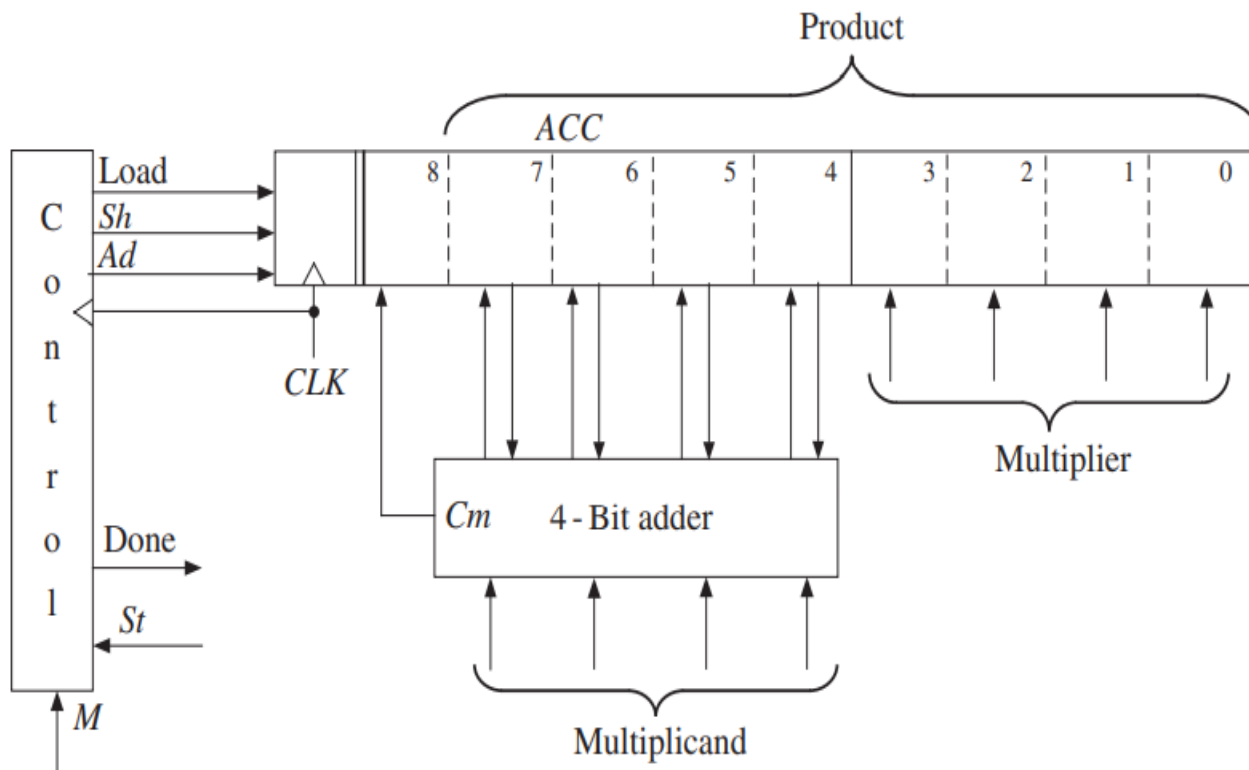 Product
ACC
8 7 6 5 4 3 2 1 0
Load
Sh
Ad
Control
CLK
Cm 4 - Bit adder
Multiplier
Done
St
M
Multiplicand